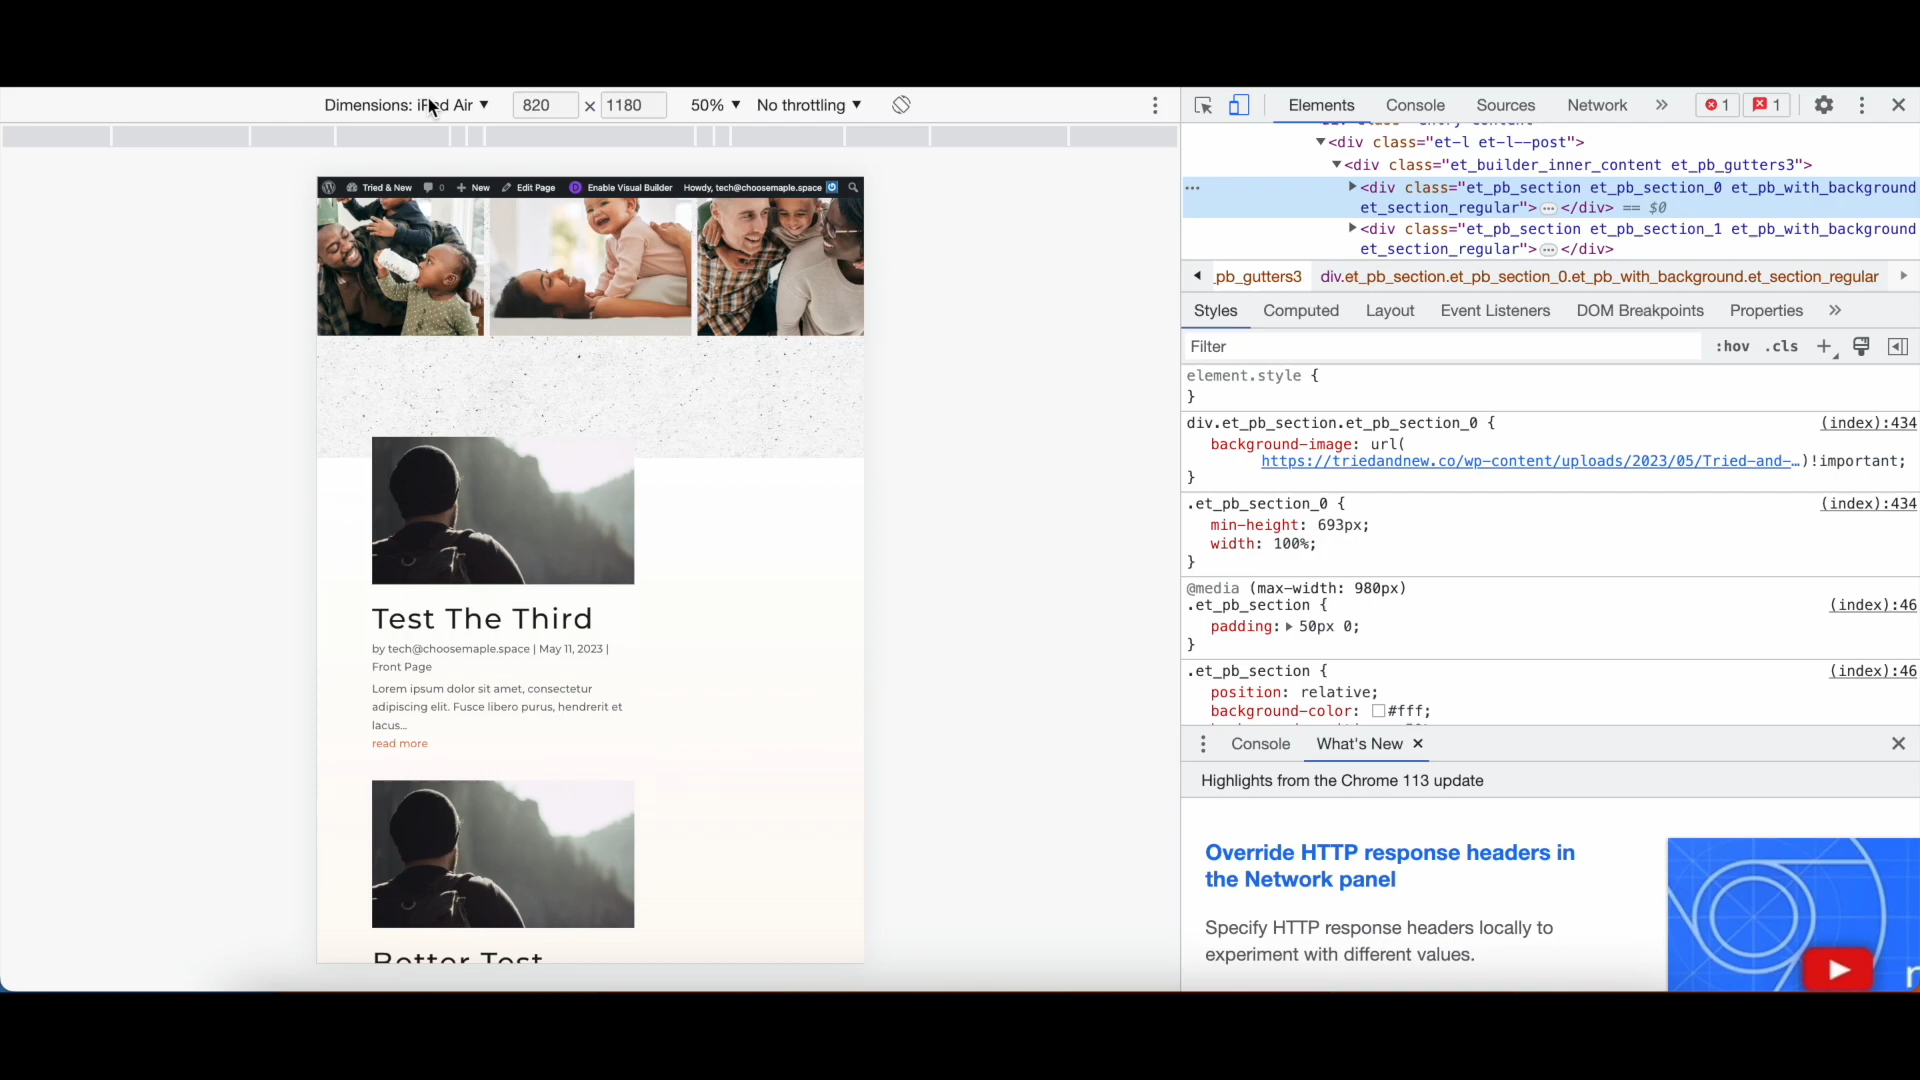 Dimensions: iPad Air ▼ 820 × 1180 50% ▼ No throttling ▼
Elements Console Sources Network » 1 1
Tried & New 0 New Edit Page Enable Visual Builder Howdy, tech@choosemaple.space
Test The Third
by tech@choosemaple.space | May 11, 2023 |
Front Page
Lorem ipsum dolor sit amet, consectetur
adipiscing elit. Fusce libero purus, hendrerit et
lacus...
read more
Better Test
▼<div class="et-l et-l--post">
▼<div class="et_builder_inner_content et_pb_gutters3">
▶<div class="et_pb_section et_pb_section_0 et_pb_with_background
et_section_regular">…</div> == $0
▶<div class="et_pb_section et_pb_section_1 et_pb_with_background
et_section_regular">…</div>
_pb_gutters3 div.et_pb_section.et_pb_section_0.et_pb_with_background.et_section_regular
Styles Computed Layout Event Listeners DOM Breakpoints Properties »
Filter :hov .cls +
element.style {
}
div.et_pb_section.et_pb_section_0 { (index):434
background-image: url(
https://triedandnew.co/wp-content/uploads/2023/05/Tried-and-…)!important;
}
.et_pb_section_0 { (index):434
min-height: 693px;
width: 100%;
}
@media (max-width: 980px)
.et_pb_section { (index):46
padding: ▶ 50px 0;
}
.et_pb_section { (index):46
position: relative;
background-color: #fff;
Console What's New ×
Highlights from the Chrome 113 update
Override HTTP response headers in
the Network panel
Specify HTTP response headers locally to
experiment with different values.